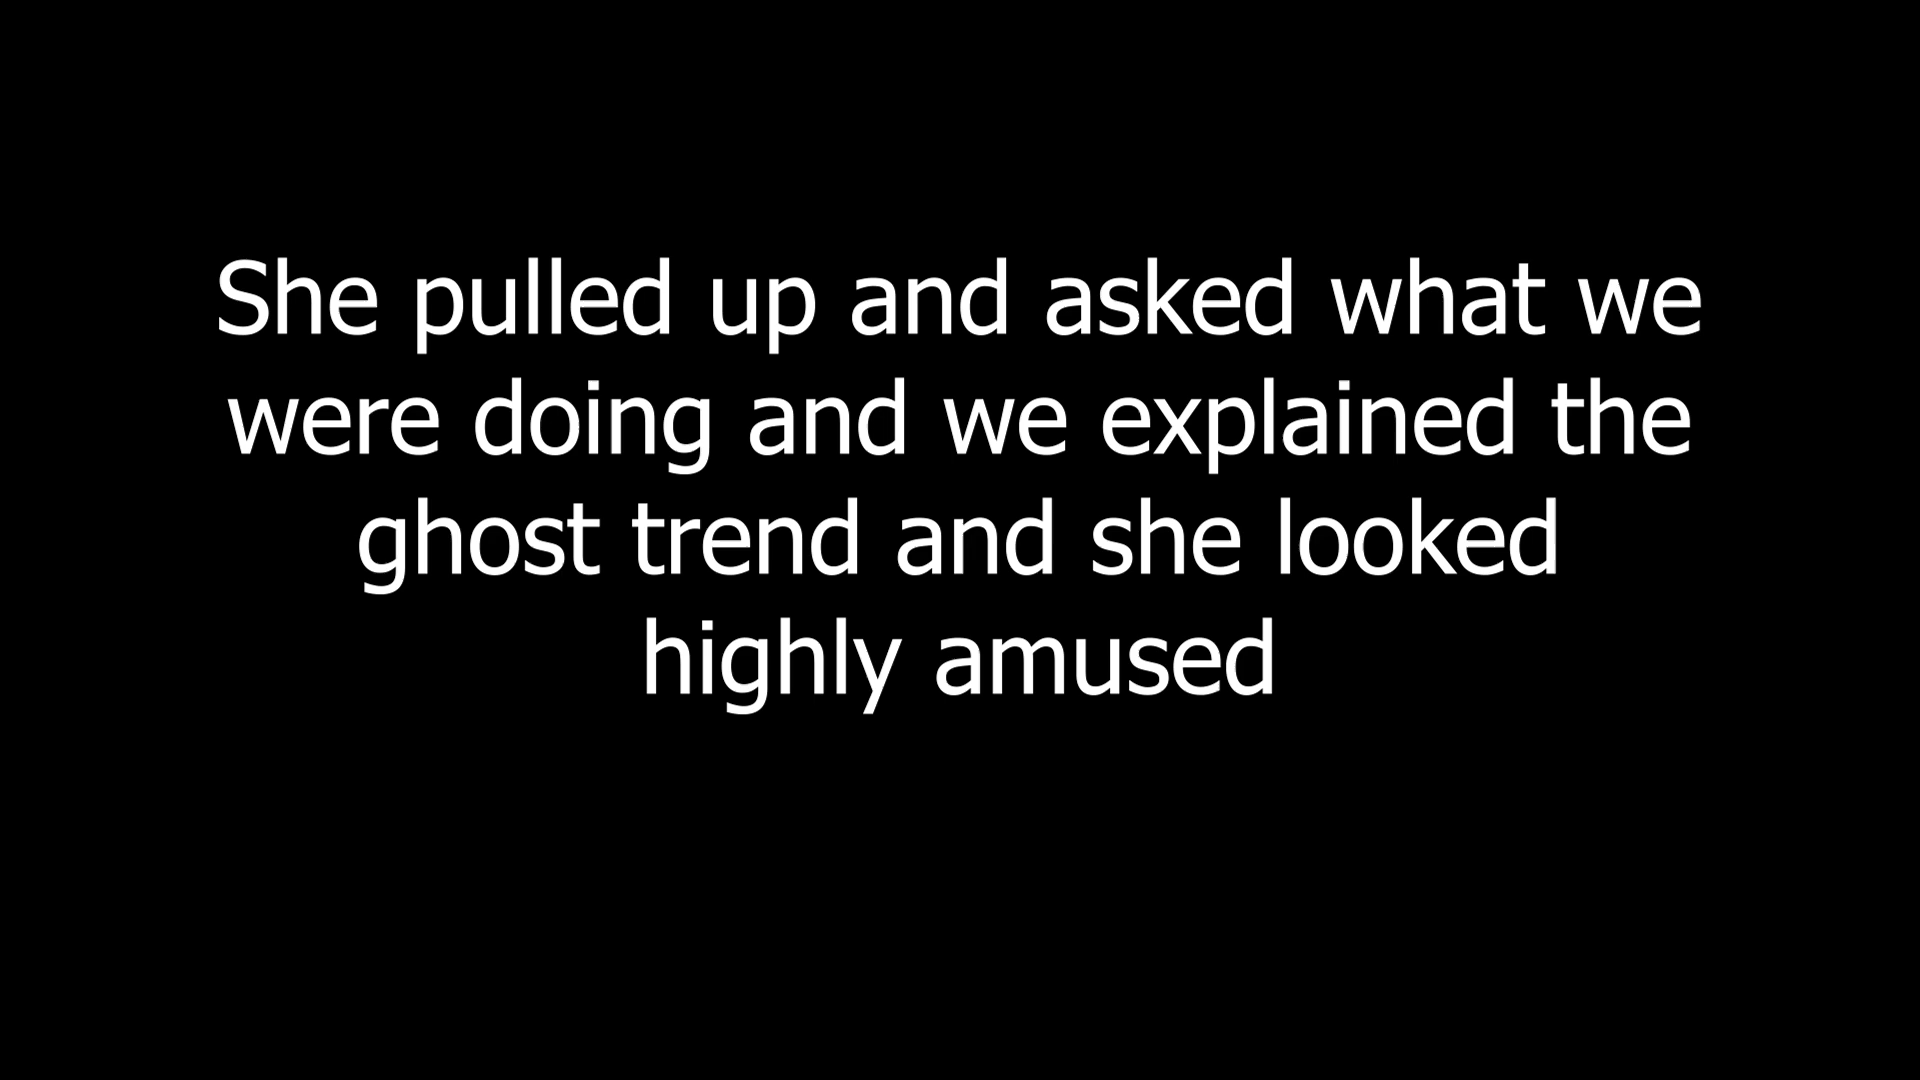 She pulled up and asked what we
were doing and we explained the
ghost trend and she looked
highly amused